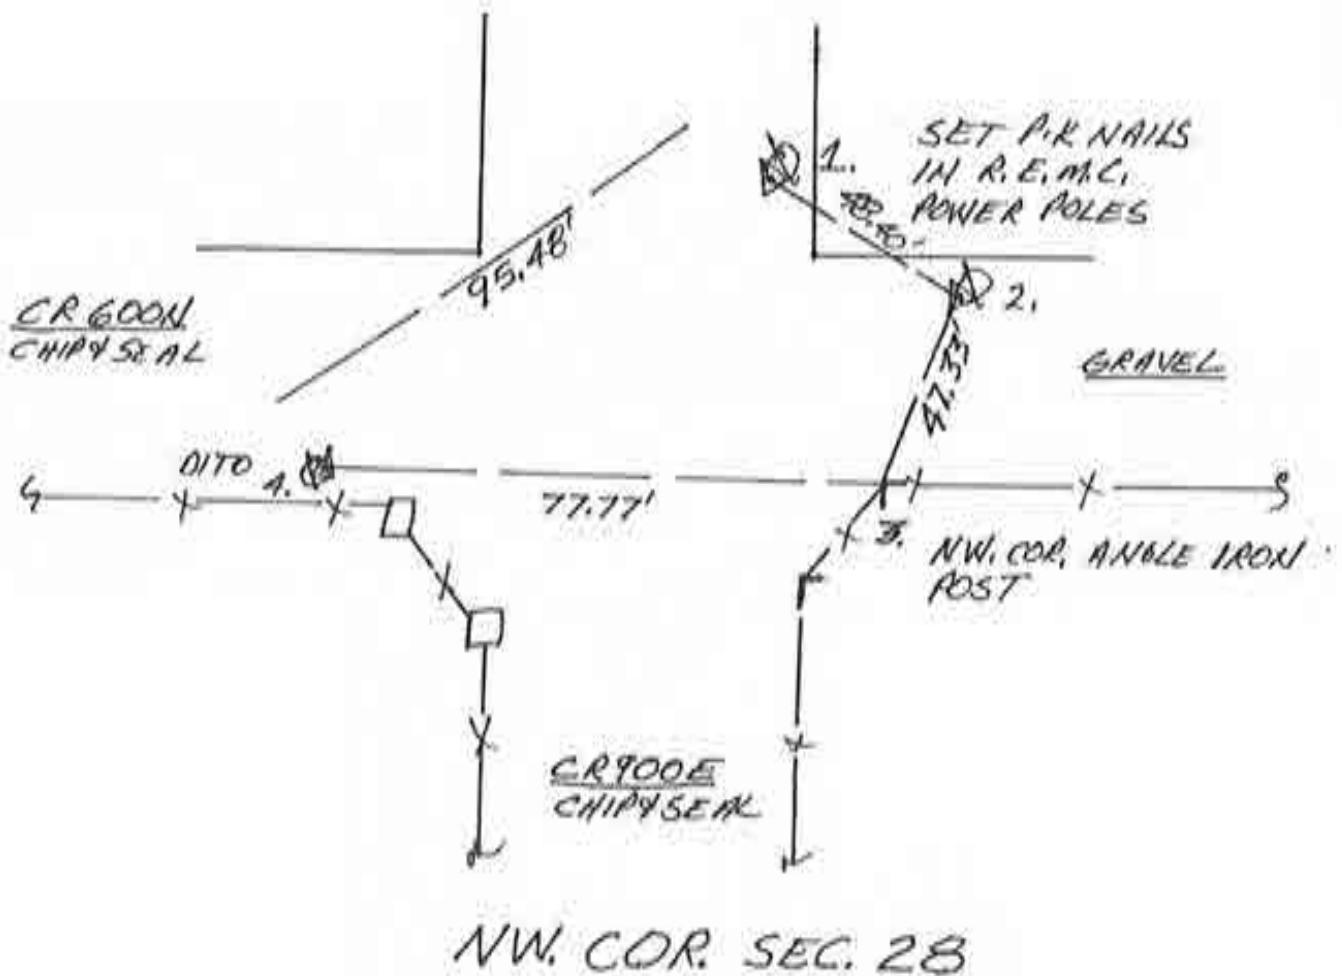 SET P.K NAILS
IN R.E.M.C.
POWER POLES
1.
95.48'
2.
CR 600N
CHIP & SEAL
GRAVEL
47.33'
DITO 4.
77.77'
3.
NW. COR. ANGLE IRON
POST
CR 900E
CHIP & SEAL
NW. COR. SEC. 28